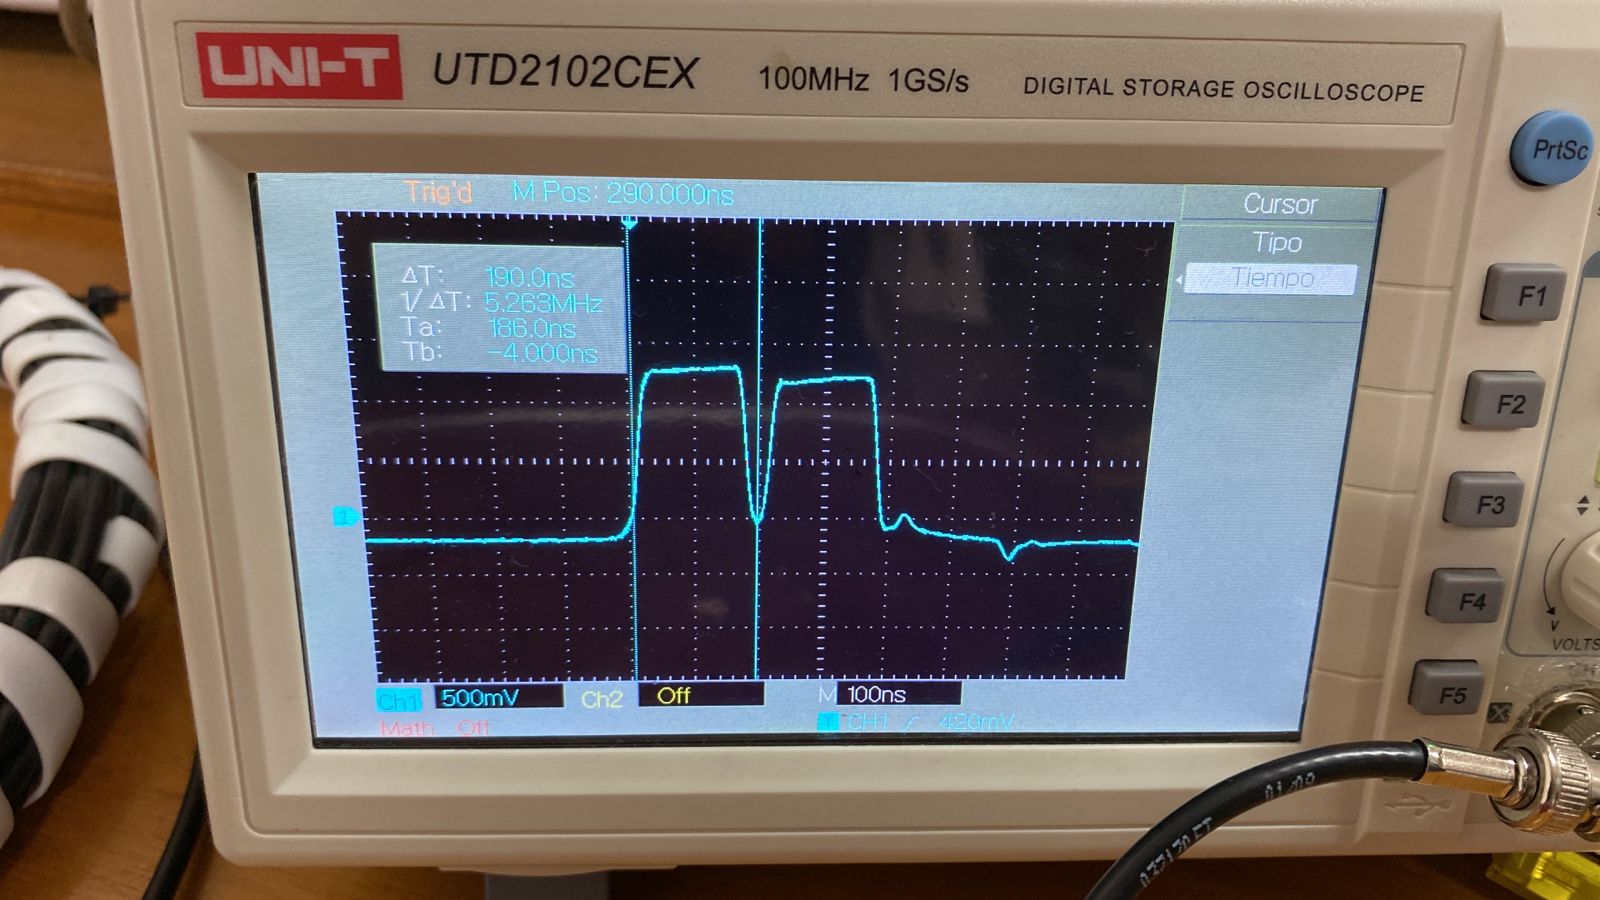 UNI-T UTD2102CEX 100MHz 1GS/s DIGITAL STORAGE OSCILLOSCOPE
PrtSc
Trig'd M Pos: 290.000ns
Cursor
Tipo
Tiempo
ΔT: 190.0ns
1/ΔT: 5.263MHz
Ta: 186.0ns
Tb: -4.000ns
F1
F2
F3
F4
F5
1
V
VOLTS
Ch1 500mV Ch2 Off M 100ns
Math Off T CH1 420mV